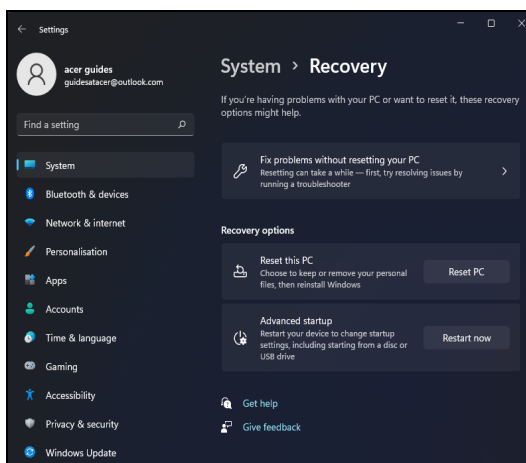 Settings
acer guides
guidesatacer@outlook.com
Find a setting
System
Bluetooth & devices
Network & internet
Personalisation
Apps
Accounts
Time & language
Gaming
Accessibility
Privacy & security
Windows Update
System > Recovery
If you're having problems with your PC or want to reset it, these recovery
options might help.
Fix problems without resetting your PC
Resetting can take a while — first, try resolving issues by
running a troubleshooter
Recovery options
Reset this PC
Choose to keep or remove your personal
files, then reinstall Windows
Reset PC
Advanced startup
Restart your device to change startup
settings, including starting from a disc or
USB drive
Restart now
Get help
Give feedback